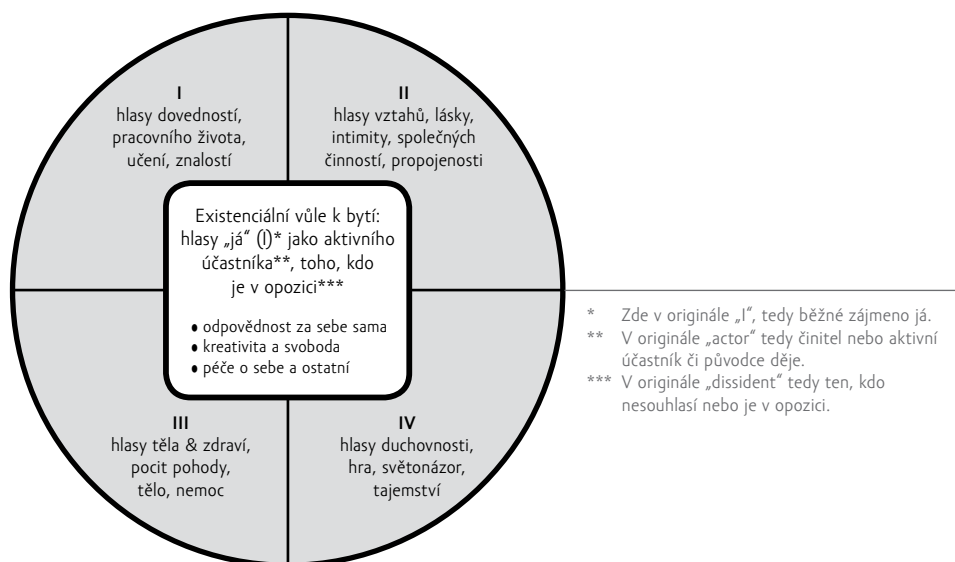 I
hlasy dovedností,
pracovního života,
učení, znalostí
II
hlasy vztahů, lásky,
intimity, společných
činností, propojenosti
Existenciální vůle k bytí:
hlasy „já“ (I)* jako aktivního
účastníka**, toho, kdo
je v opozici***
• odpovědnost za sebe sama
• kreativita a svoboda
• péče o sebe a ostatní
III
hlasy těla & zdraví,
pocit pohody,
tělo, nemoc
IV
hlasy duchovnosti,
hra, světonázor,
tajemství
* Zde v originále „I“, tedy běžné zájmeno já.
** V originále „actor“ tedy činitel nebo aktivní
účastník či původce děje.
*** V originále „dissident“ tedy ten, kdo
nesouhlasí nebo je v opozici.